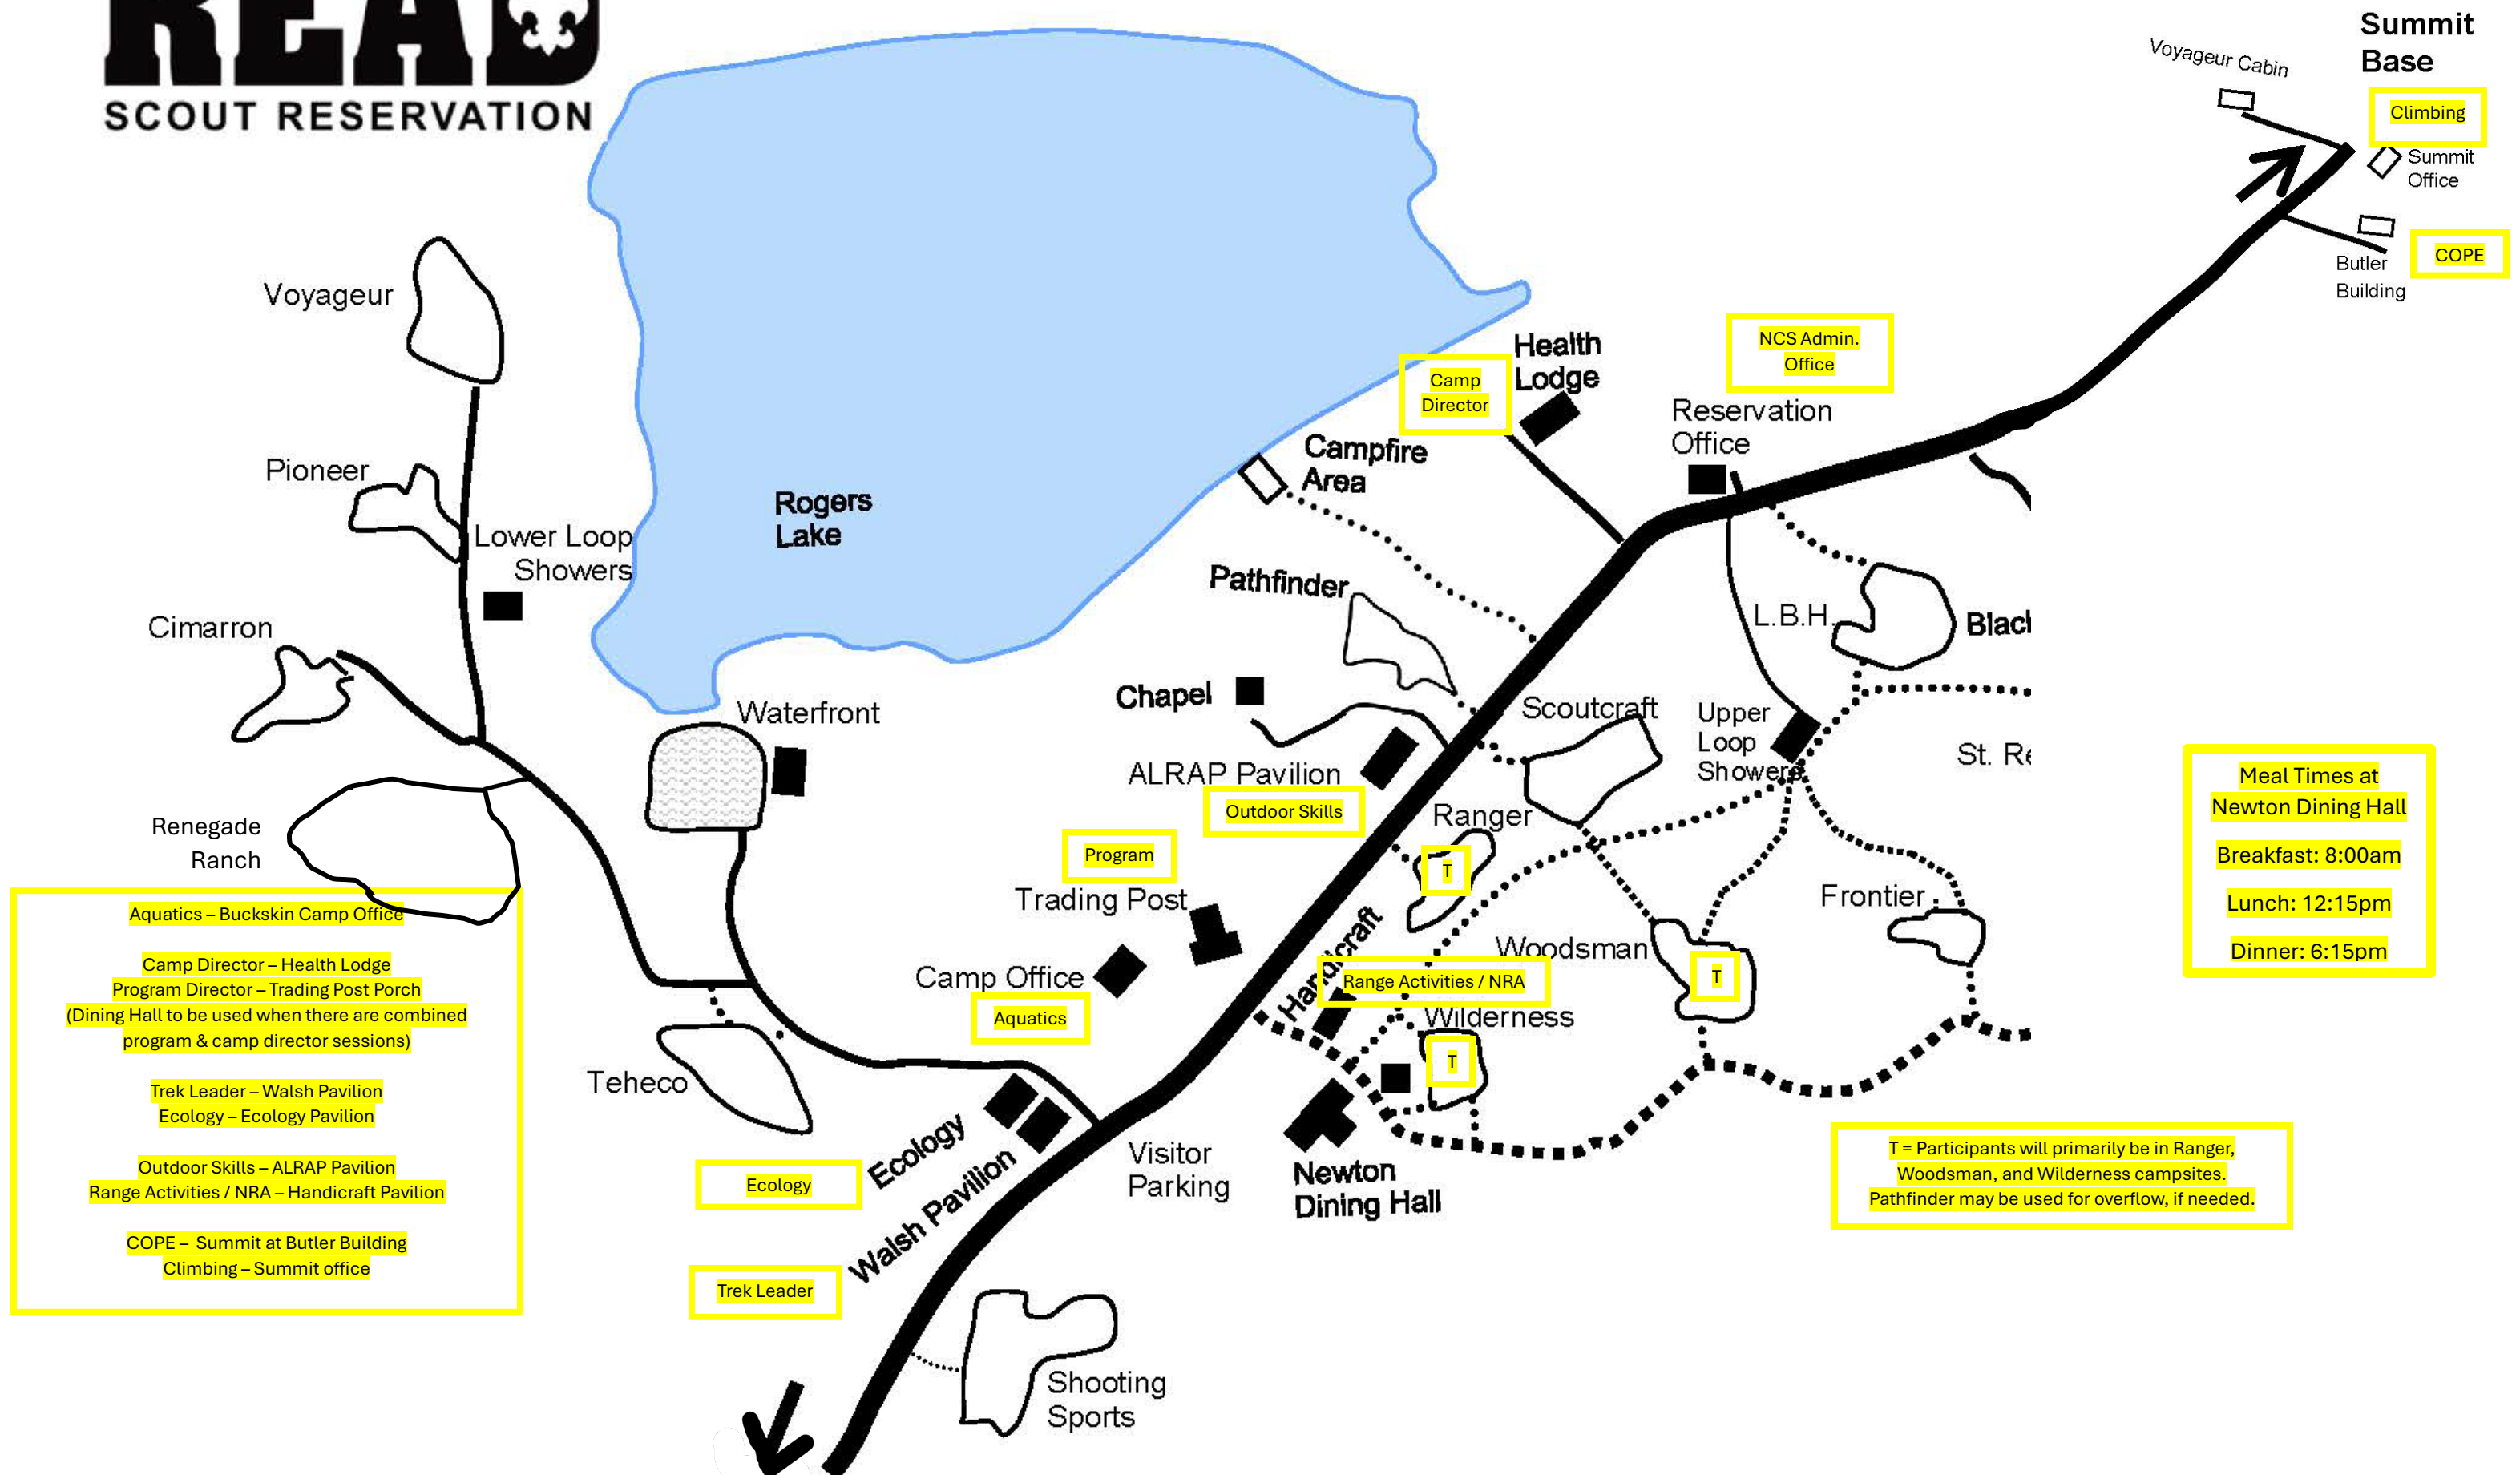 READ
SCOUT RESERVATION
Summit
Base
Voyageur Cabin
Climbing
Summit
Office
COPE
Butler
Building
Voyageur
Health
Lodge
NCS Admin.
Office
Camp
Director
Reservation
Office
Campfire
Area
Pioneer
Rogers
Lake
Lower Loop
Showers
Pathfinder
L.B.H.
Cimarron
Chapel
Waterfront
Scoutcraft
Upper
Loop
Showers
ALRAP Pavilion
Outdoor Skills
Meal Times at
Newton Dining Hall
Breakfast: 8:00am
Lunch: 12:15pm
Dinner: 6:15pm
Renegade
Ranch
Ranger
T
Program
Trading Post
Frontier
Handicraft
Woodsman
T
Camp Office
Aquatics
Range Activities / NRA
Wilderness
T
Aquatics – Buckskin Camp Office
Camp Director – Health Lodge
Program Director – Trading Post Porch
(Dining Hall to be used when there are combined
program & camp director sessions)
Trek Leader – Walsh Pavilion
Ecology – Ecology Pavilion
Outdoor Skills – ALRAP Pavilion
Range Activities / NRA – Handicraft Pavilion
COPE – Summit at Butler Building
Climbing – Summit office
Teheco
Ecology
Ecology
Walsh Pavilion
Trek Leader
Visitor
Parking
Newton
Dining Hall
T = Participants will primarily be in Ranger,
Woodsman, and Wilderness campsites.
Pathfinder may be used for overflow, if needed.
Shooting
Sports